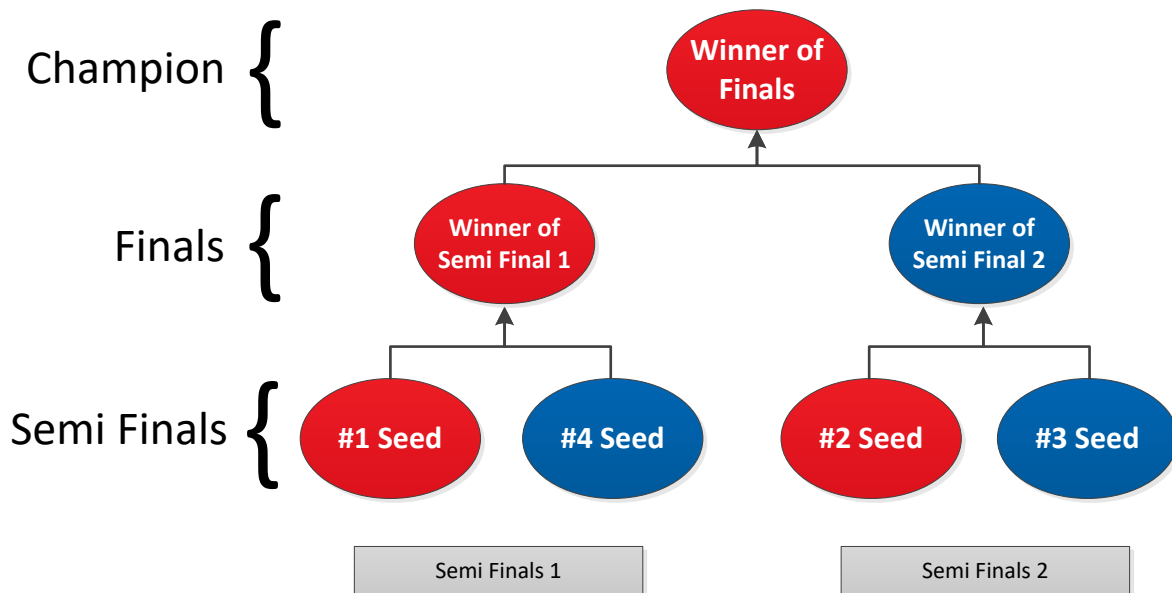 Champion {
Winner of
Finals
Finals {
Winner of
Semi Final 1
Winner of
Semi Final 2
Semi Finals {
#1 Seed
#4 Seed
#2 Seed
#3 Seed
Semi Finals 1
Semi Finals 2